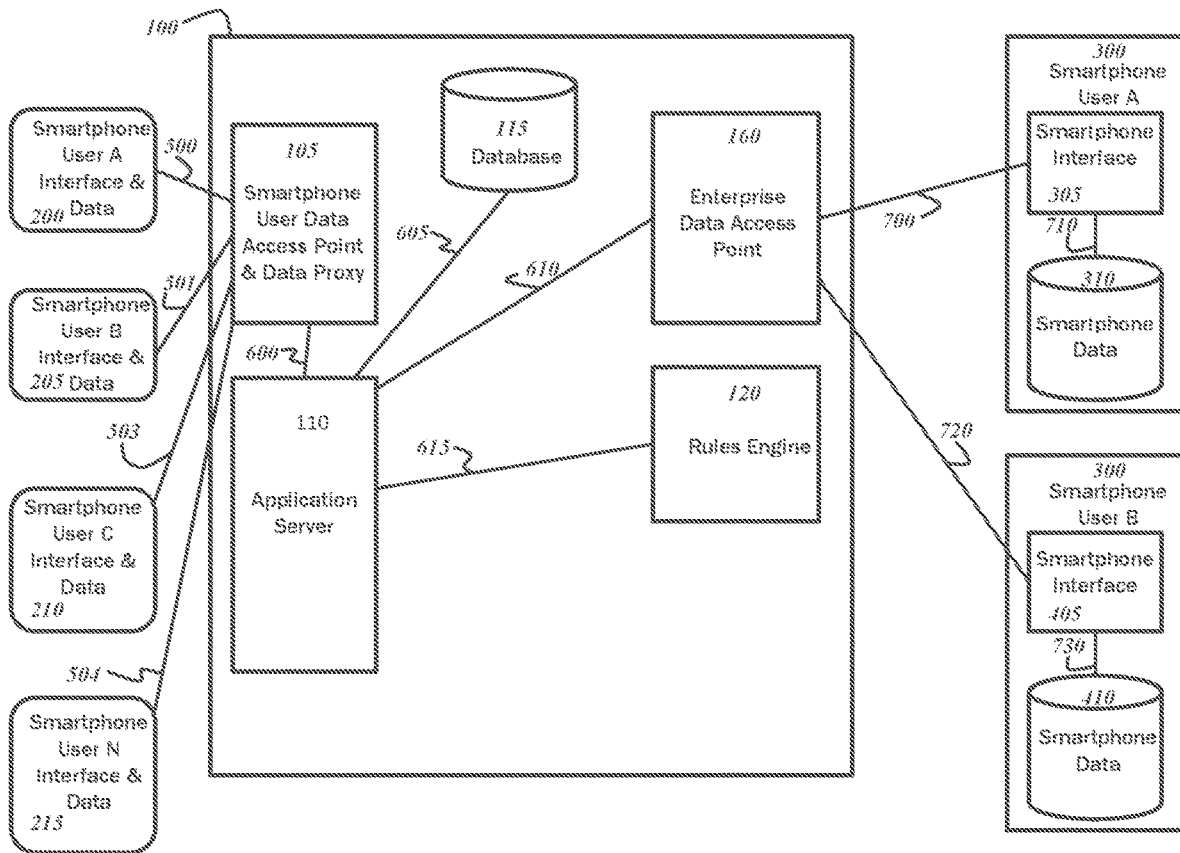 100
Smartphone
User A
Interface &
Data
200
500
Smartphone
User B
Interface &
Data
205
501
Smartphone
User C
Interface &
Data
210
503
Smartphone
User N
Interface &
Data
215
504
105
Smartphone
User Data
Access Point
& Data Proxy
115
Database
605
600
110
Application
Server
610
615
160
Enterprise
Data Access
Point
120
Rules Engine
700
720
300
Smartphone
User A
Smartphone
Interface
305
710
310
Smartphone
Data
300
Smartphone
User B
Smartphone
Interface
405
730
410
Smartphone
Data